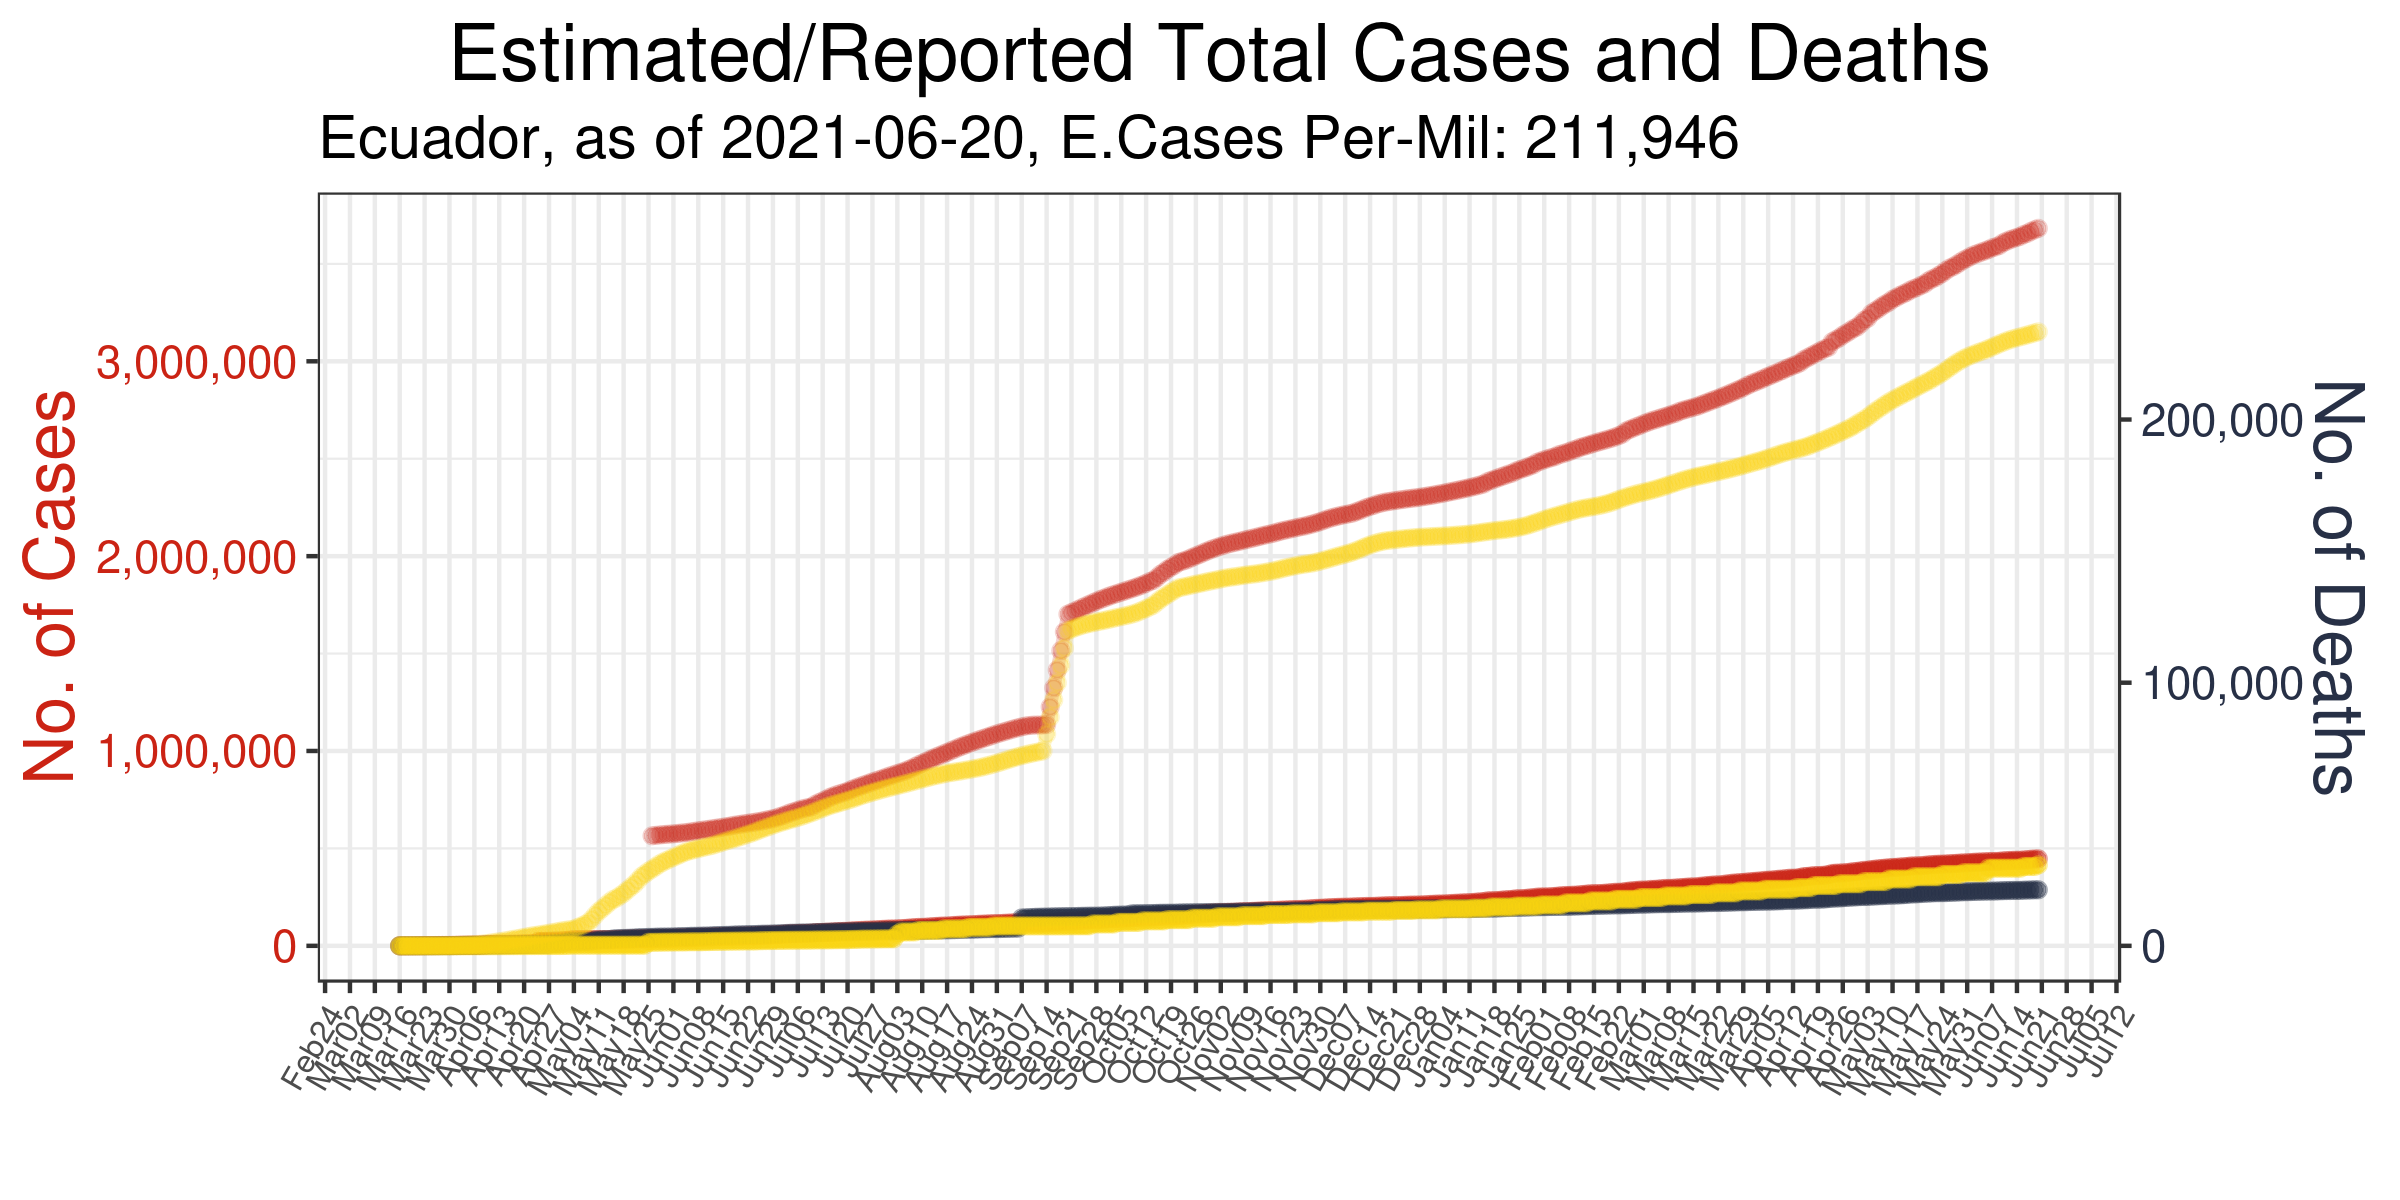 Estimated/Reported Total Cases and Deaths
Ecuador, as of 2021-06-20, E.Cases Per-Mil: 211,946
No. of Cases
3,000,000
2,000,000
1,000,000
0
200,000
100,000
0
No. of Deaths
Feb24
Mar02
Mar09
Mar16
Mar23
Mar30
Apr06
Apr13
Apr20
Apr27
May04
May11
May18
May25
Jun01
Jun08
Jun15
Jun22
Jun29
Jul06
Jul13
Jul20
Jul27
Aug03
Aug10
Aug17
Aug24
Aug31
Sep07
Sep14
Sep21
Sep28
Oct05
Oct12
Oct19
Oct26
Nov02
Nov09
Nov16
Nov23
Nov30
Dec07
Dec14
Dec21
Dec28
Jan04
Jan11
Jan18
Jan25
Feb01
Feb08
Feb15
Feb22
Mar01
Mar08
Mar15
Mar22
Mar29
Apr05
Apr12
Apr19
Apr26
May03
May10
May17
May24
May31
Jun07
Jun14
Jun21
Jun28
Jul05
Jul12